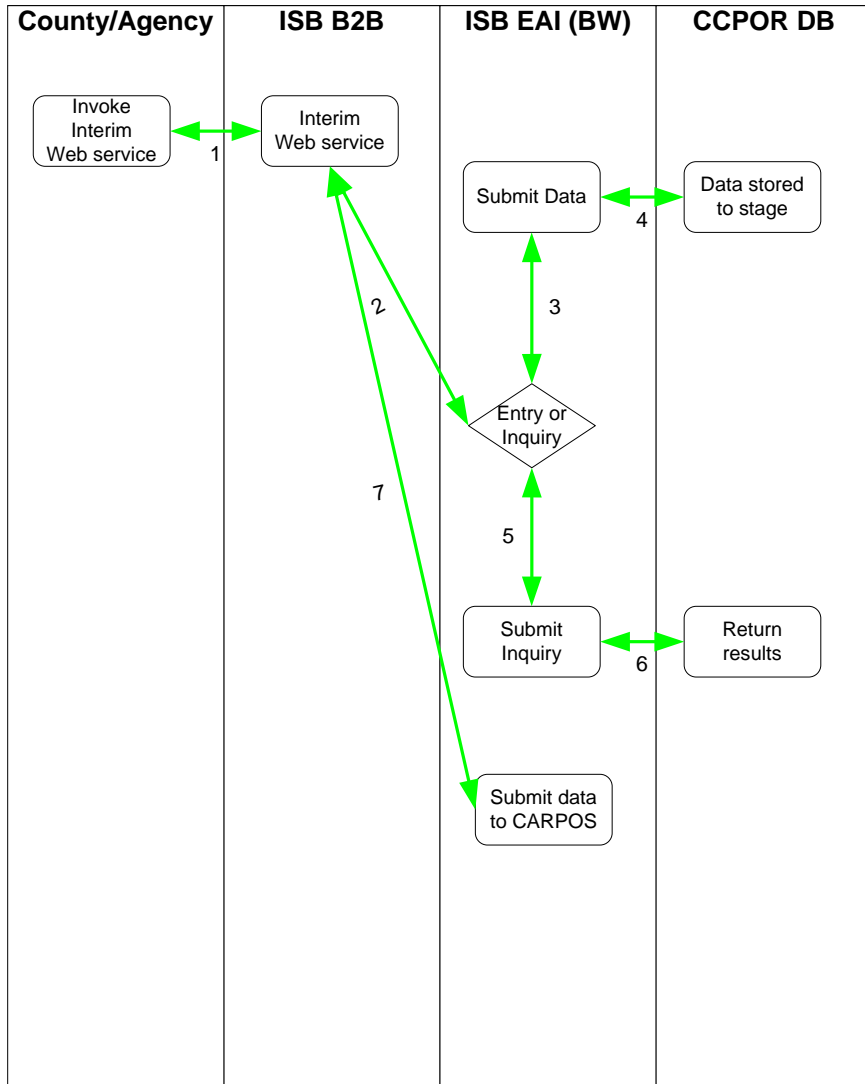 County/Agency
ISB B2B
ISB EAI (BW)
CCPOR DB
Invoke
Interim
Web service
1
Interim
Web service
Submit Data
4
Data stored
to stage
2
3
Entry or
Inquiry
7
5
Submit
Inquiry
6
Return
results
Submit data
to CARPOS